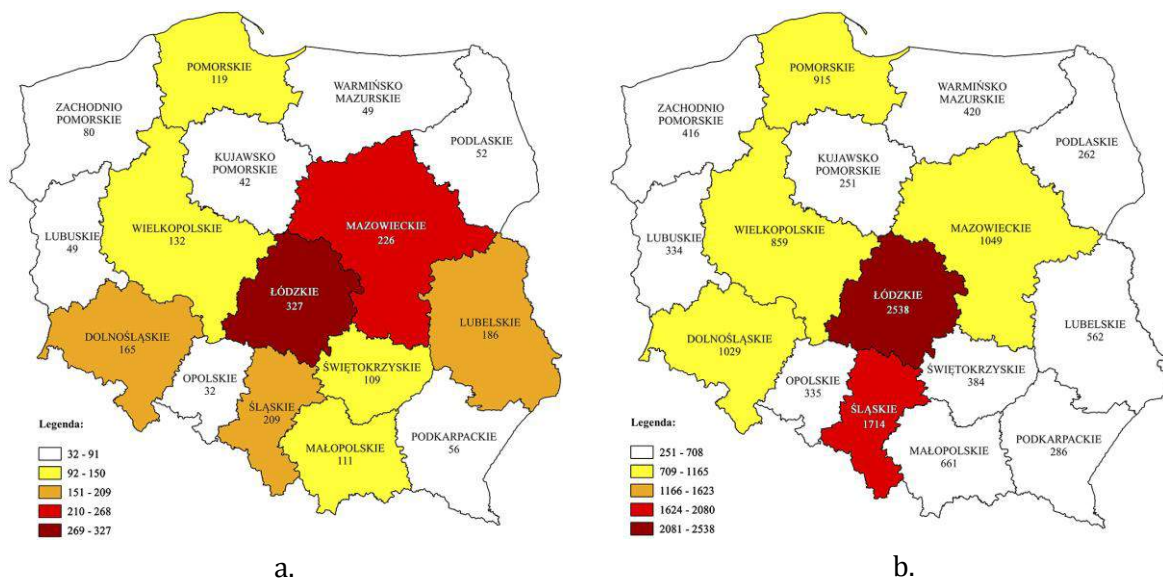 POMORSKIE
119
WARMIŃSKO
MAZURSKIE
49
ZACHODNIO
POMORSKIE
80
PODLASKIE
52
KUJAWSKO
POMORSKIE
42
MAZOWIECKIE
226
WIELKOPOLSKIE
132
LUBUSKIE
49
ŁÓDZKIE
327
LUBELSKIE
186
DOLNOŚLĄSKIE
165
OPOLSKIE
32
ŚWIĘTOKRZYSKIE
109
ŚLĄSKIE
209
MAŁOPOLSKIE
111
PODKARPACKIE
56
Legenda:
32 - 91
92 - 150
151 - 209
210 - 268
269 - 327
a.
POMORSKIE
915
WARMIŃSKO
MAZURSKIE
420
ZACHODNIO
POMORSKIE
416
PODLASKIE
262
KUJAWSKO
POMORSKIE
251
MAZOWIECKIE
1049
WIELKOPOLSKIE
859
LUBUSKIE
334
ŁÓDZKIE
2538
LUBELSKIE
562
DOLNOŚLĄSKIE
1029
OPOLSKIE
335
ŚWIĘTOKRZYSKIE
384
ŚLĄSKIE
1714
MAŁOPOLSKIE
661
PODKARPACKIE
286
Legenda:
251 - 708
709 - 1165
1166 - 1623
1624 - 2080
2081 - 2538
b.